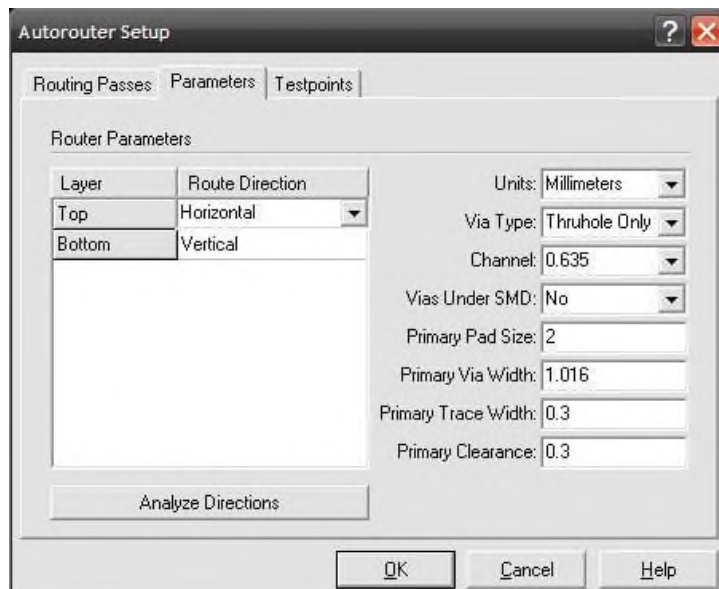 Autorouter Setup
?
X
Routing Passes
Parameters
Testpoints
Router Parameters
Layer Route Direction
Top Horizontal
Bottom Vertical
Analyze Directions
Units: Millimeters
Via Type: Thruhole Only
Channel: 0.635
Vias Under SMD: No
Primary Pad Size: 2
Primary Via Width: 1.016
Primary Trace Width: 0.3
Primary Clearance: 0.3
OK
Cancel
Help